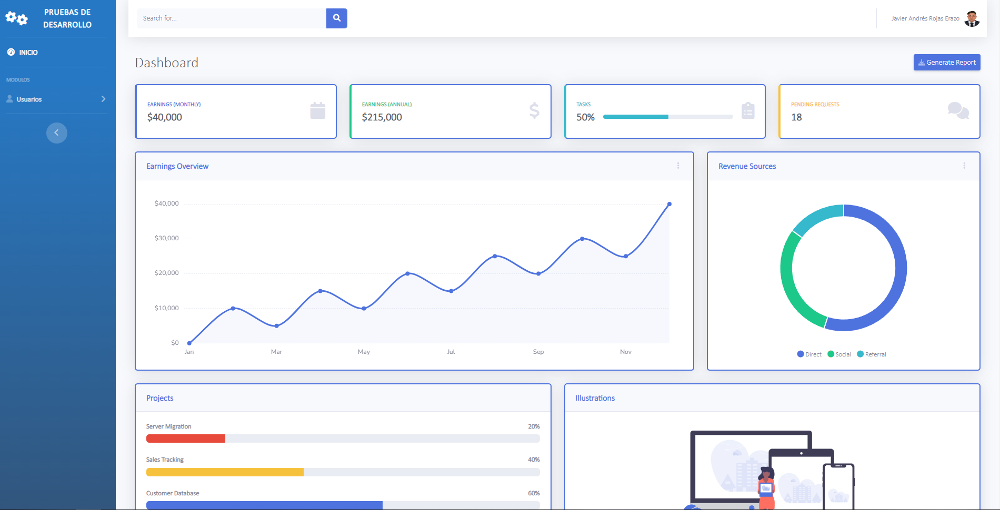 PRUEBAS DE
DESARROLLO
INICIO
MODULOS
Usuarios
Search for...
Javier Andrés Rojas Erazo
Dashboard
Generate Report
EARNINGS (MONTHLY)
$40,000
EARNINGS (ANNUAL)
$215,000
TASKS
50%
PENDING REQUESTS
18
Earnings Overview
$40,000
$30,000
$20,000
$10,000
$0
Jan Mar May Jul Sep Nov
Revenue Sources
Direct Social Referral
Projects
Server Migration 20%
Sales Tracking 40%
Customer Database 60%
Illustrations